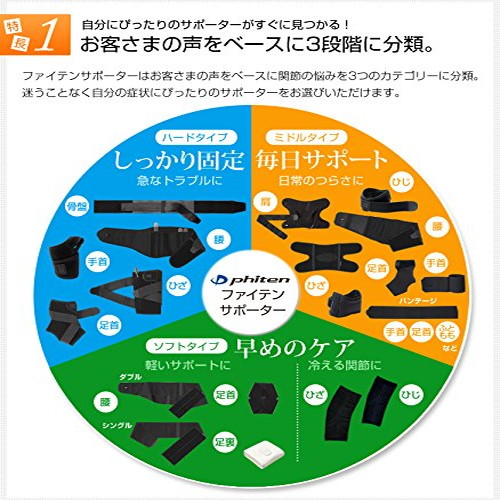 特長1
自分にぴったりのサポーターがすぐに見つかる！
お客さまの声をベースに3段階に分類。
ファイテンサポーターはお客さまの声をベースに関節の悩みを3つのカテゴリーに分類。
迷うことなく自分の症状にぴったりのサポーターをお選びいただけます。
ハードタイプ
しっかり固定
急なトラブルに
骨盤
腰
手首
ひざ
足首
ミドルタイプ
毎日サポート
日常のつらさに
ひじ
肩
腰
手首
足首
ひざ
バンテージ
手首
足首
ふともも
など
phiten
ファイテン
サポーター
ソフトタイプ
早めのケア
軽いサポートに
冷える関節に
ダブル
腰
足首
シングル
足裏
ひざ
ひじ